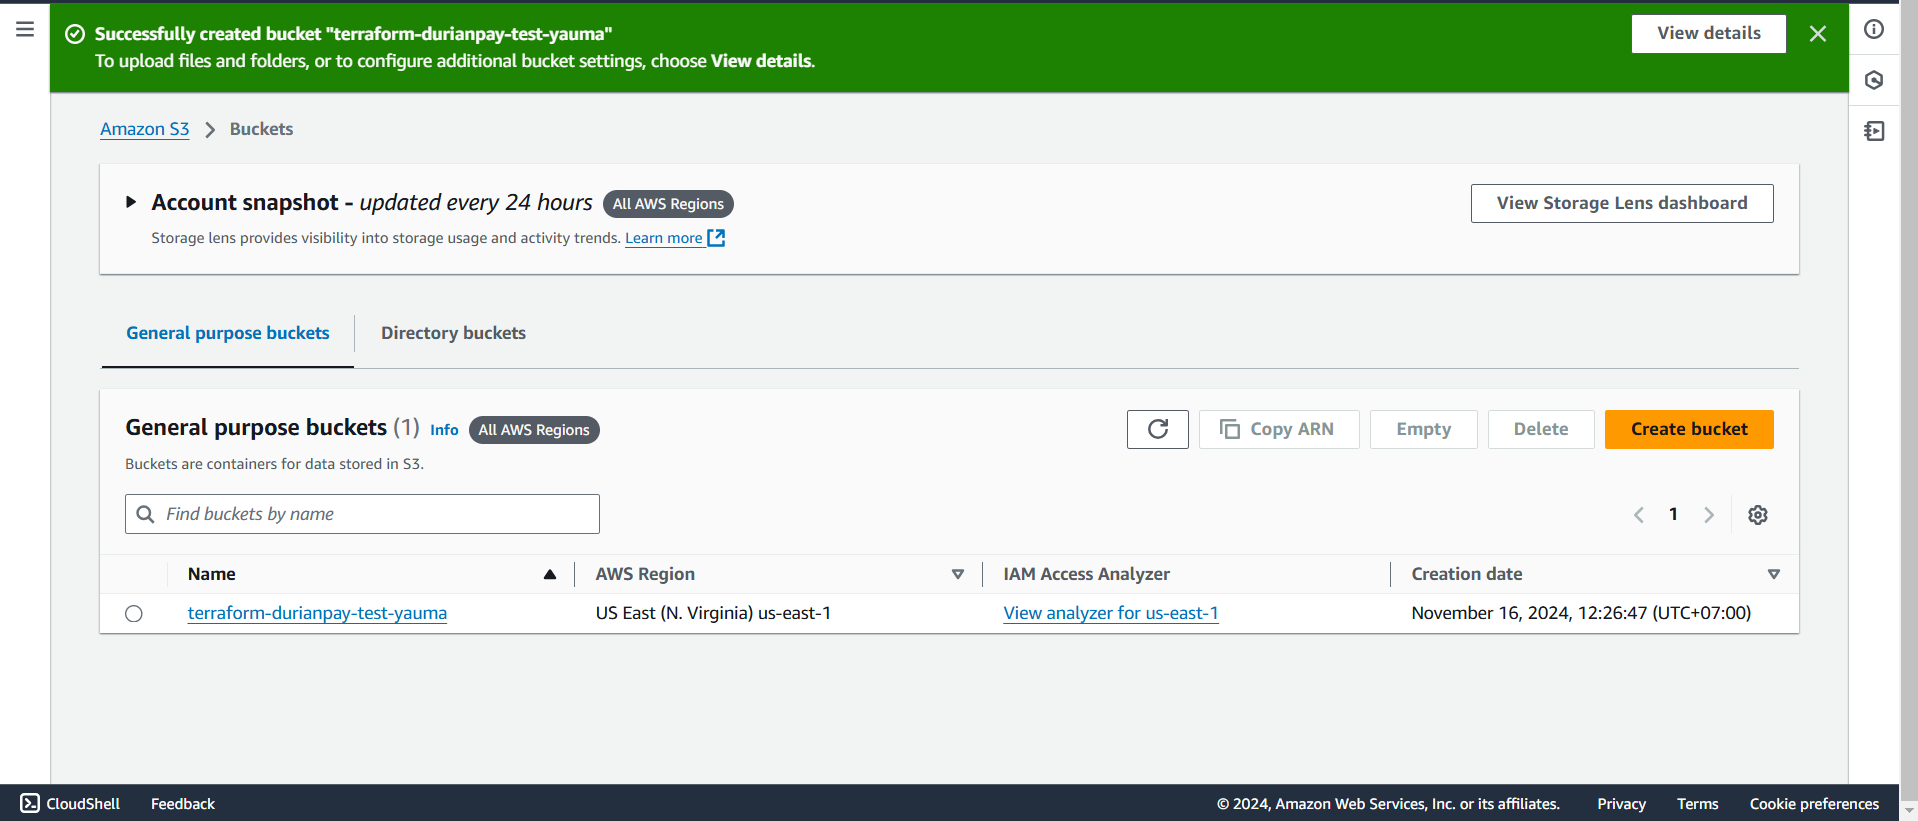 Successfully created bucket "terraform-durianpay-test-yauma"
View details
To upload files and folders, or to configure additional bucket settings, choose View details.
Amazon S3 Buckets
Account snapshot - updated every 24 hours All AWS Regions
View Storage Lens dashboard
Storage lens provides visibility into storage usage and activity trends. Learn more
General purpose buckets Directory buckets
General purpose buckets (1) Info All AWS Regions
Copy ARN Empty Delete Create bucket
Buckets are containers for data stored in S3.
Find buckets by name
1
Name AWS Region IAM Access Analyzer Creation date
terraform-durianpay-test-yauma US East (N. Virginia) us-east-1 View analyzer for us-east-1 November 16, 2024, 12:26:47 (UTC+07:00)
CloudShell Feedback © 2024, Amazon Web Services, Inc. or its affiliates. Privacy Terms Cookie preferences